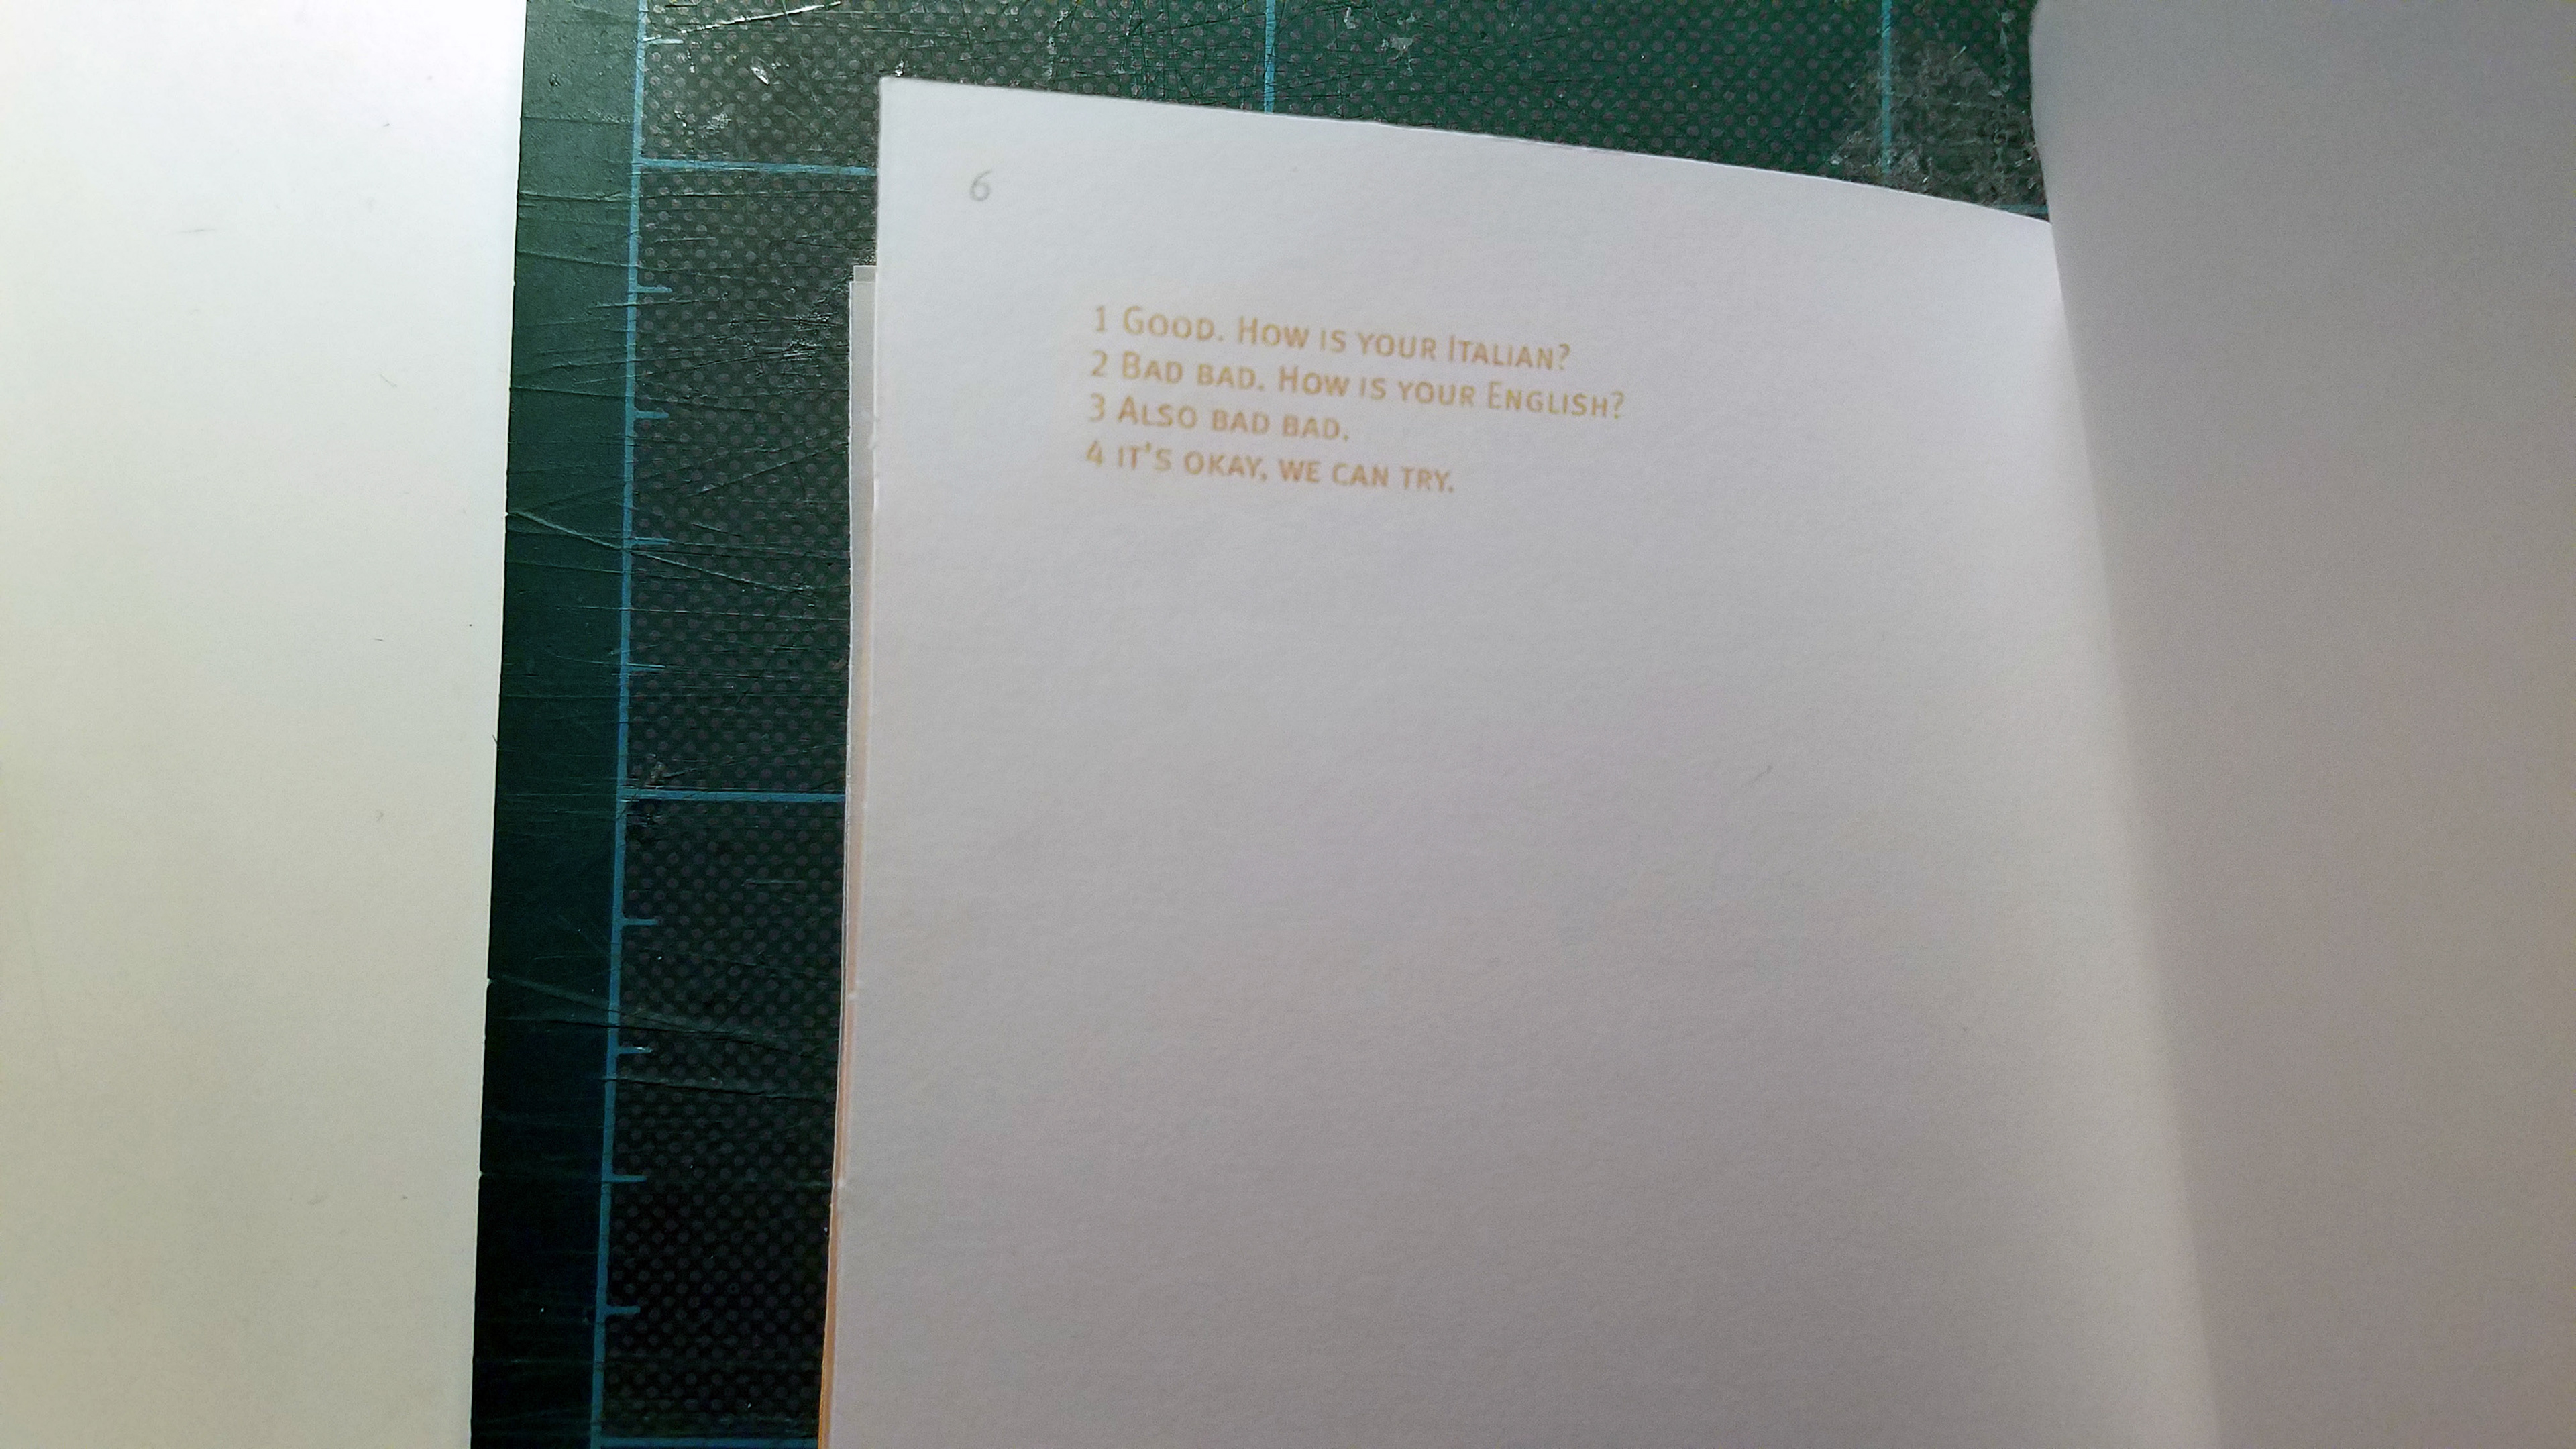 6
1 Good. How is your Italian?
2 Bad bad. How is your English?
3 Also bad bad.
4 it's okay, we can try.